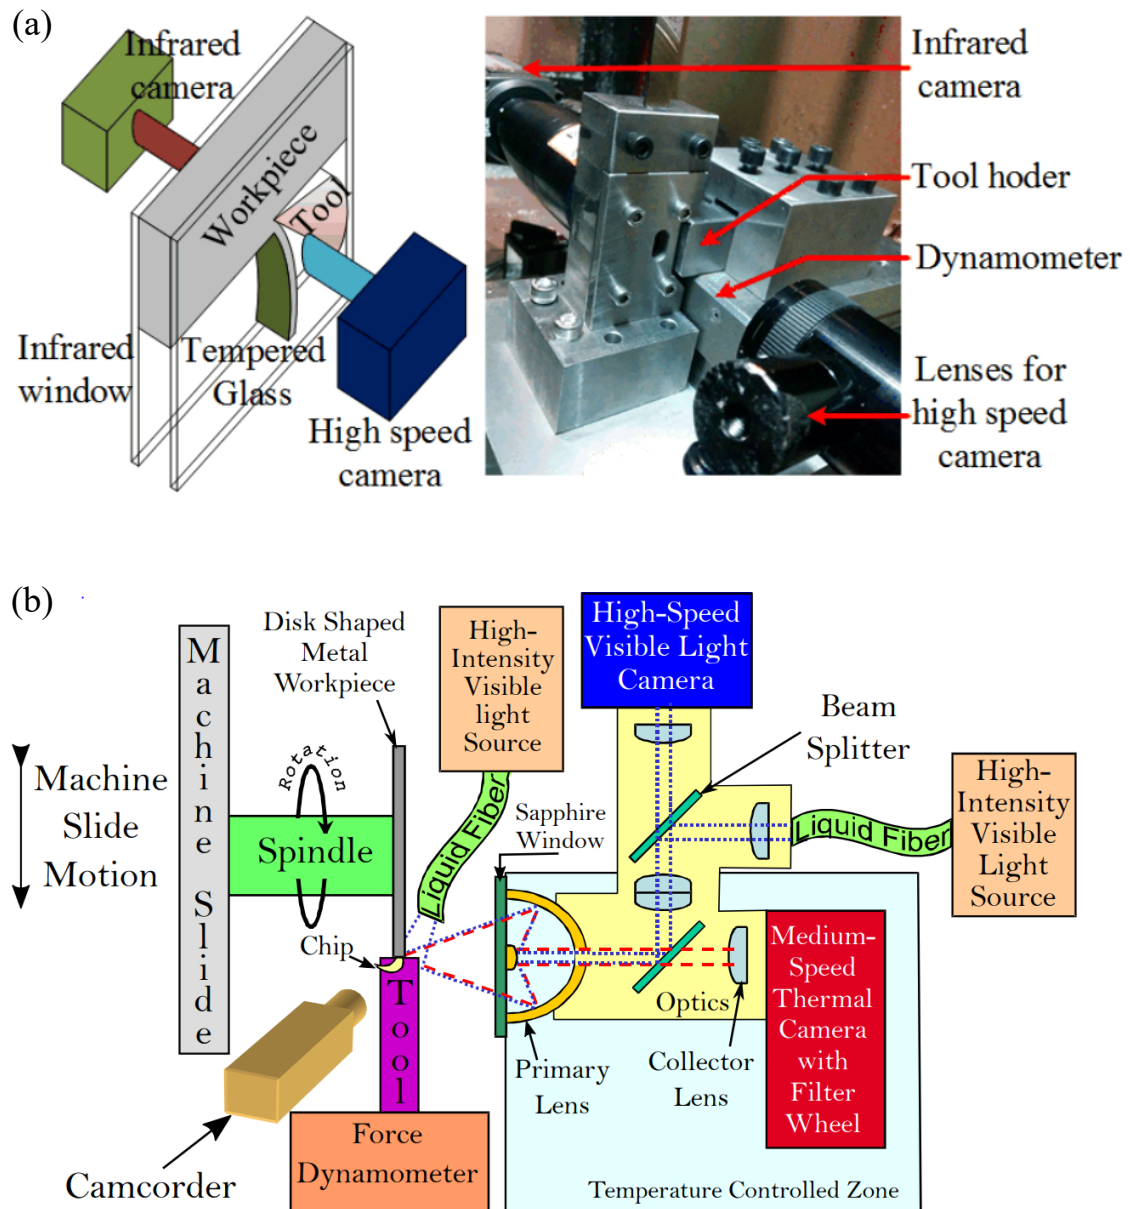 (a)
Infrared
camera
Workpiece
Tool
Infrared
window
Tempered
Glass
High speed
camera
Infrared
camera
Tool hoder
Dynamometer
Lenses for
high speed
camera
(b)
Machine Slide
Machine
Slide
Motion
Disk Shaped
Metal
Workpiece
Rotation
Spindle
Chip
Tool
Camcorder
Force
Dynamometer
High-
Intensity
Visible
light
Source
Liquid Fiber
Sapphire
Window
Primary
Lens
High-Speed
Visible Light
Camera
Beam
Splitter
Liquid Fiber
High-
Intensity
Visible
Light
Source
Optics
Collector
Lens
Medium-
Speed
Thermal
Camera
with
Filter
Wheel
Temperature Controlled Zone